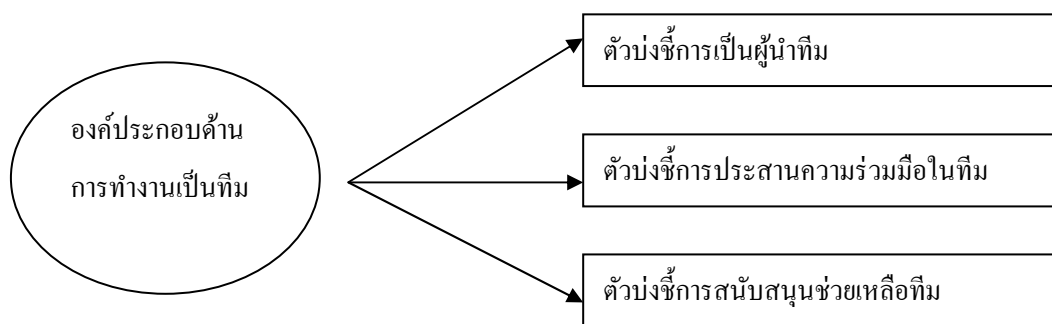 องค์ประกอบด้าน
การทำงานเป็นทีม
ตัวบ่งชี้การเป็นผู้นำทีม
ตัวบ่งชี้การประสานความร่วมมือในทีม
ตัวบ่งชี้การสนับสนุนช่วยเหลือทีม